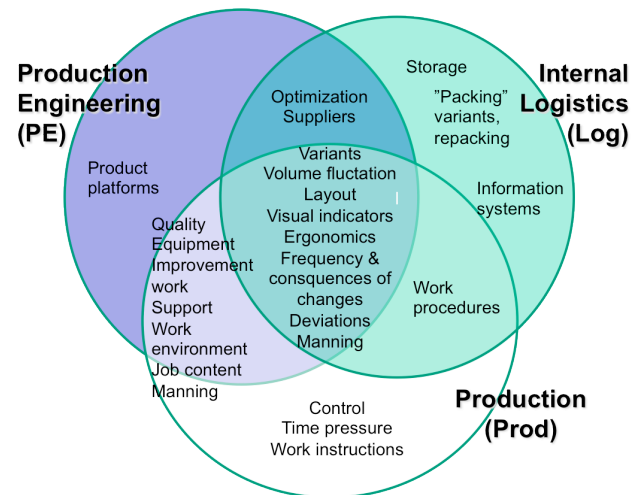 Production
Engineering
(PE)
Internal
Logistics
(Log)
Storage
”Packing”
variants,
repacking
Optimization
Suppliers
Product
platforms
Information
systems
Variants
Volume fluctation
Layout
Visual indicators
Ergonomics
Frequency &
consquences of
changes
Deviations
Manning
Quality
Equipment
Improvement
work
Support
Work
environment
Job content
Manning
Work
procedures
Production
(Prod)
Control
Time pressure
Work instructions